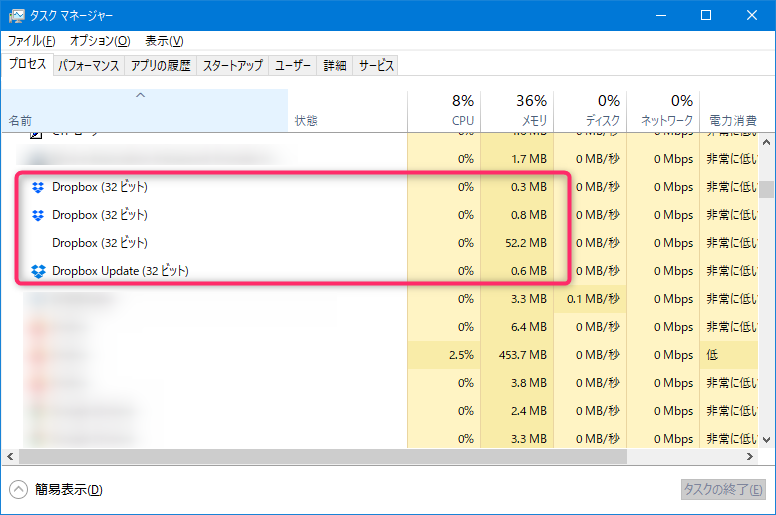 タスク マネージャー
ファイル(F) オプション(O) 表示(V)
プロセス パフォーマンス アプリの履歴 スタートアップ ユーザー 詳細 サービス
8% 36% 0% 0%
名前 状態 CPU メモリ ディスク ネットワーク 電力消費
0% 1.7 MB 0 MB/秒 0 Mbps 非常に低い
Dropbox (32 ビット) 0% 0.3 MB 0 MB/秒 0 Mbps 非常に低い
Dropbox (32 ビット) 0% 0.8 MB 0 MB/秒 0 Mbps 非常に低い
Dropbox (32 ビット) 0% 52.2 MB 0 MB/秒 0 Mbps 非常に低い
Dropbox Update (32 ビット) 0% 0.6 MB 0 MB/秒 0 Mbps 非常に低い
0% 3.3 MB 0.1 MB/秒 0 Mbps 非常に低い
0% 6.4 MB 0 MB/秒 0 Mbps 非常に低い
2.5% 453.7 MB 0 MB/秒 0 Mbps 低
0% 3.8 MB 0 MB/秒 0 Mbps 非常に低い
0% 2.4 MB 0 MB/秒 0 Mbps 非常に低い
0% 3.3 MB 0 MB/秒 0 Mbps 非常に低い
簡易表示(D) タスクの終了(E)